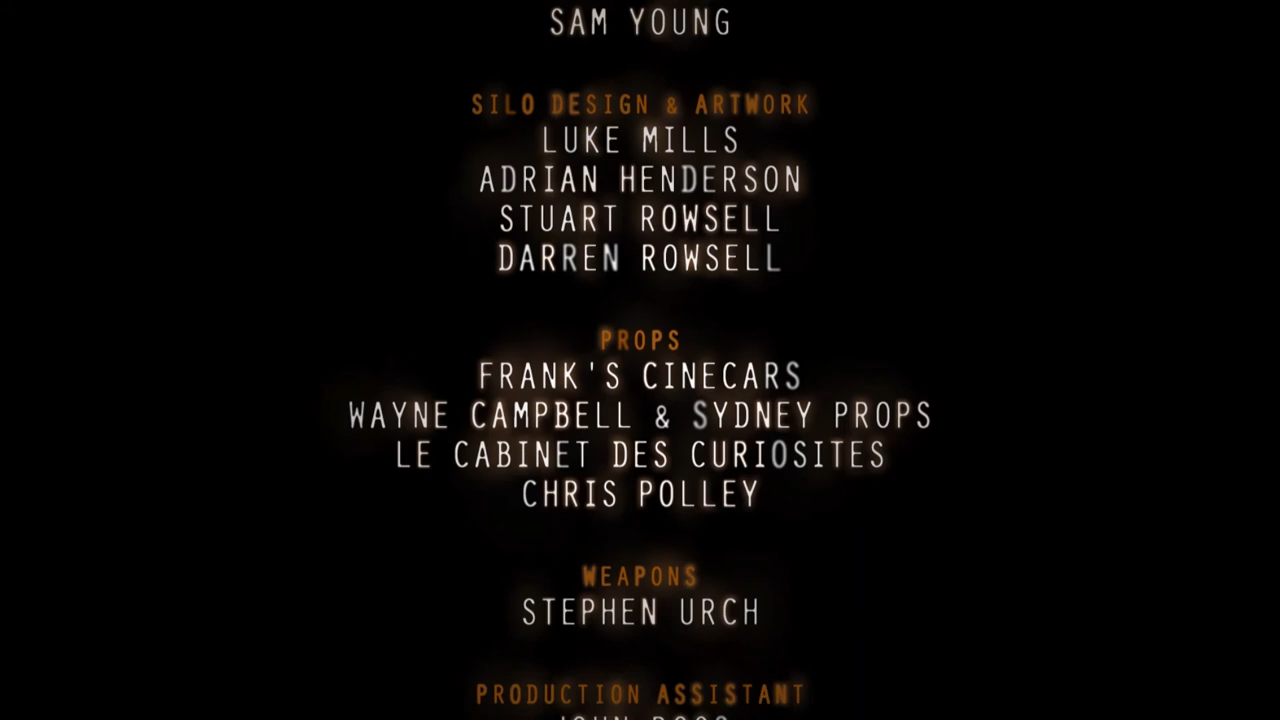 SAM YOUNG
SILO DESIGN & ARTWORK
LUKE MILLS
ADRIAN HENDERSON
STUART ROWSELL
DARREN ROWSELL
PROPS
FRANK'S CINECARS
WAYNE CAMPBELL & SYDNEY PROPS
LE CABINET DES CURIOSITES
CHRIS POLLEY
WEAPONS
STEPHEN URCH
PRODUCTION ASSISTANT
JOHN